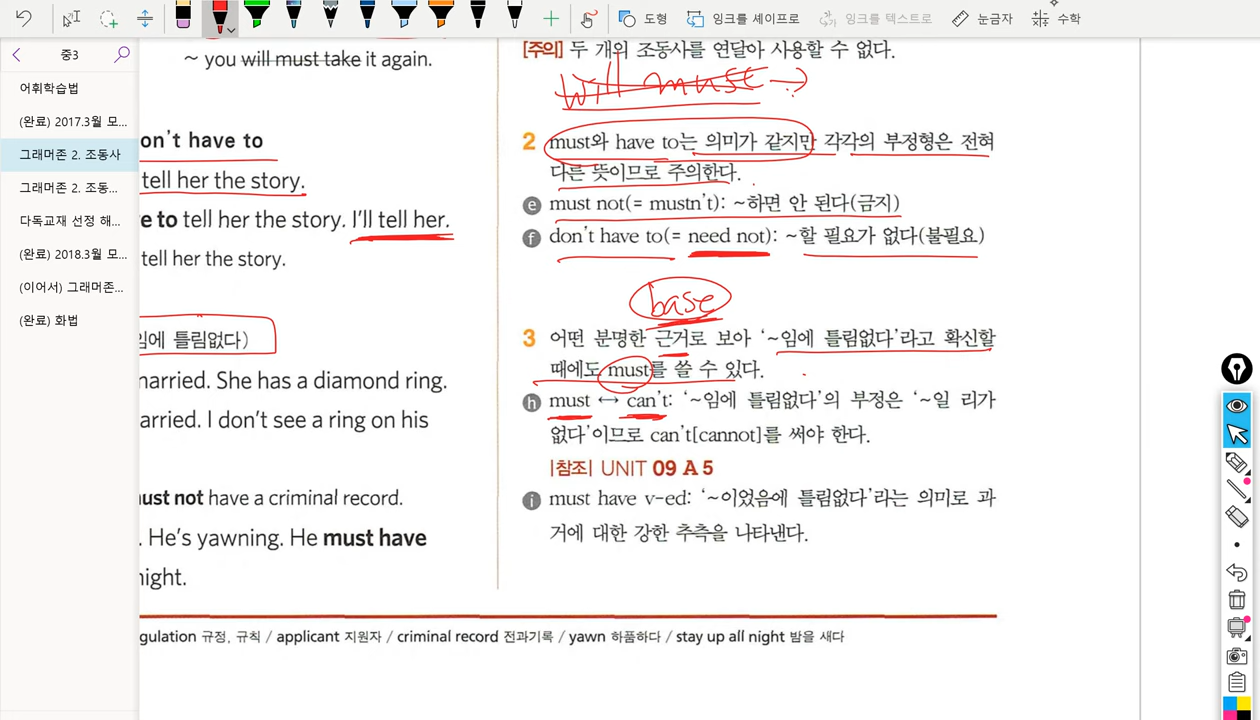 도형
잉크를 셰이프로
잉크를 텍스트로
눈금자
수학
중3
어휘학습법
(완료) 2017.3월 모...
그래머존 2. 조동사
그래머존 2. 조동...
다독교재 선정 해...
(완료) 2018.3월 모...
(이어서) 그래머존...
(완료) 화법
~ you will must take it again.
on't have to
tell her the story.
e to tell her the story. I'll tell her.
tell her the story.
임에 틀림없다)
narried. She has a diamond ring.
arried. I don't see a ring on his
ust not have a criminal record.
. He's yawning. He must have
night.
[주의] 두 개의 조동사를 연달아 사용할 수 없다.
will must → ?
2 must와 have to는 의미가 같지만 각각의 부정형은 전혀
다른 뜻이므로 주의한다.
e must not(= mustn't): ~하면 안 된다(금지)
f don't have to(= need not): ~할 필요가 없다(불필요)
base
3 어떤 분명한 근거로 보아 '~임에 틀림없다'라고 확신할
때에도 must를 쓸 수 있다.
h must ↔ can't: '~임에 틀림없다'의 부정은 '~일 리가
없다'이므로 can't[cannot]를 써야 한다.
|참조| UNIT 09 A 5
i must have v-ed: '~이었음에 틀림없다'라는 의미로 과
거에 대한 강한 추측을 나타낸다.
gulation 규정, 규칙 / applicant 지원자 / criminal record 전과기록 / yawn 하품하다 / stay up all night 밤을 새다